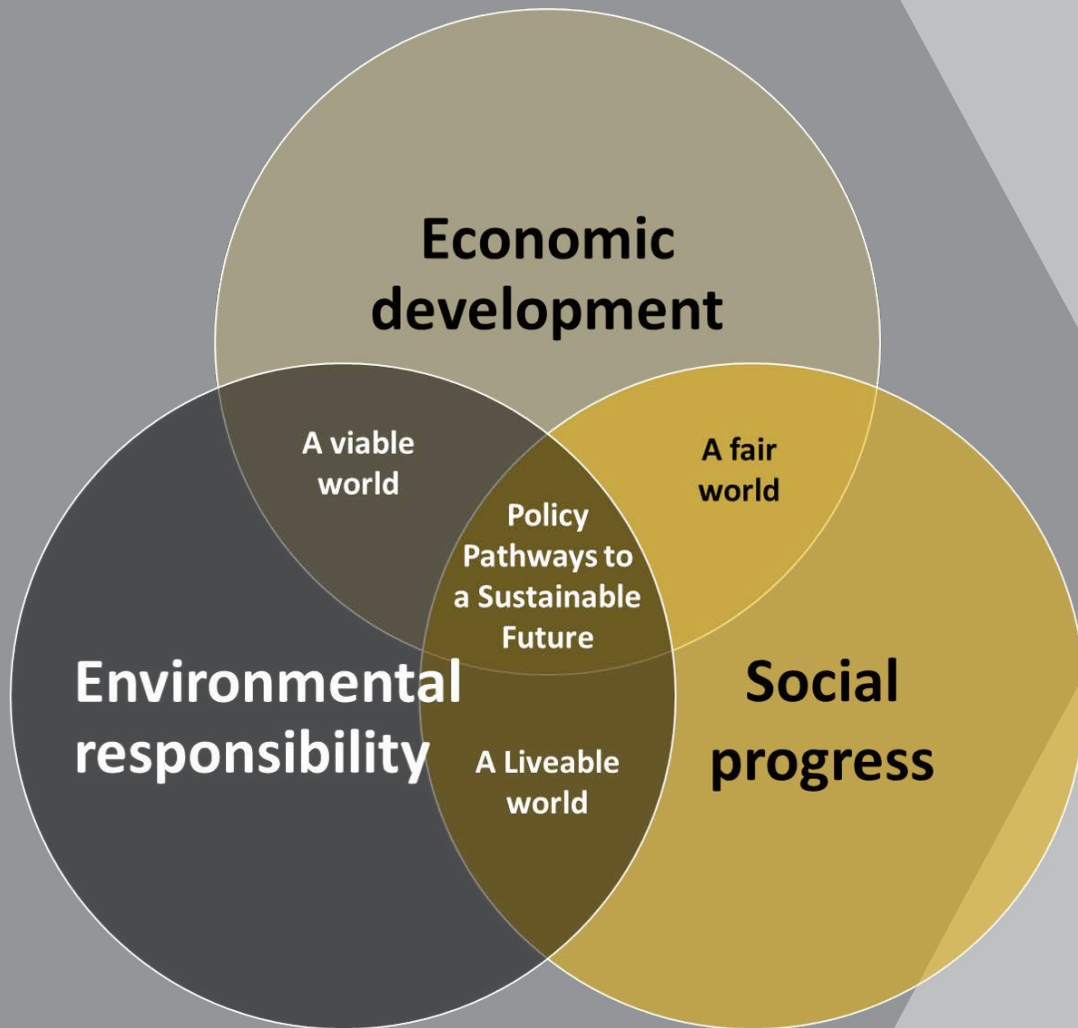 Economic
development
A viable
world
A fair
world
Policy
Pathways to
a Sustainable
Future
Environmental
responsibility
Social
progress
A Liveable
world